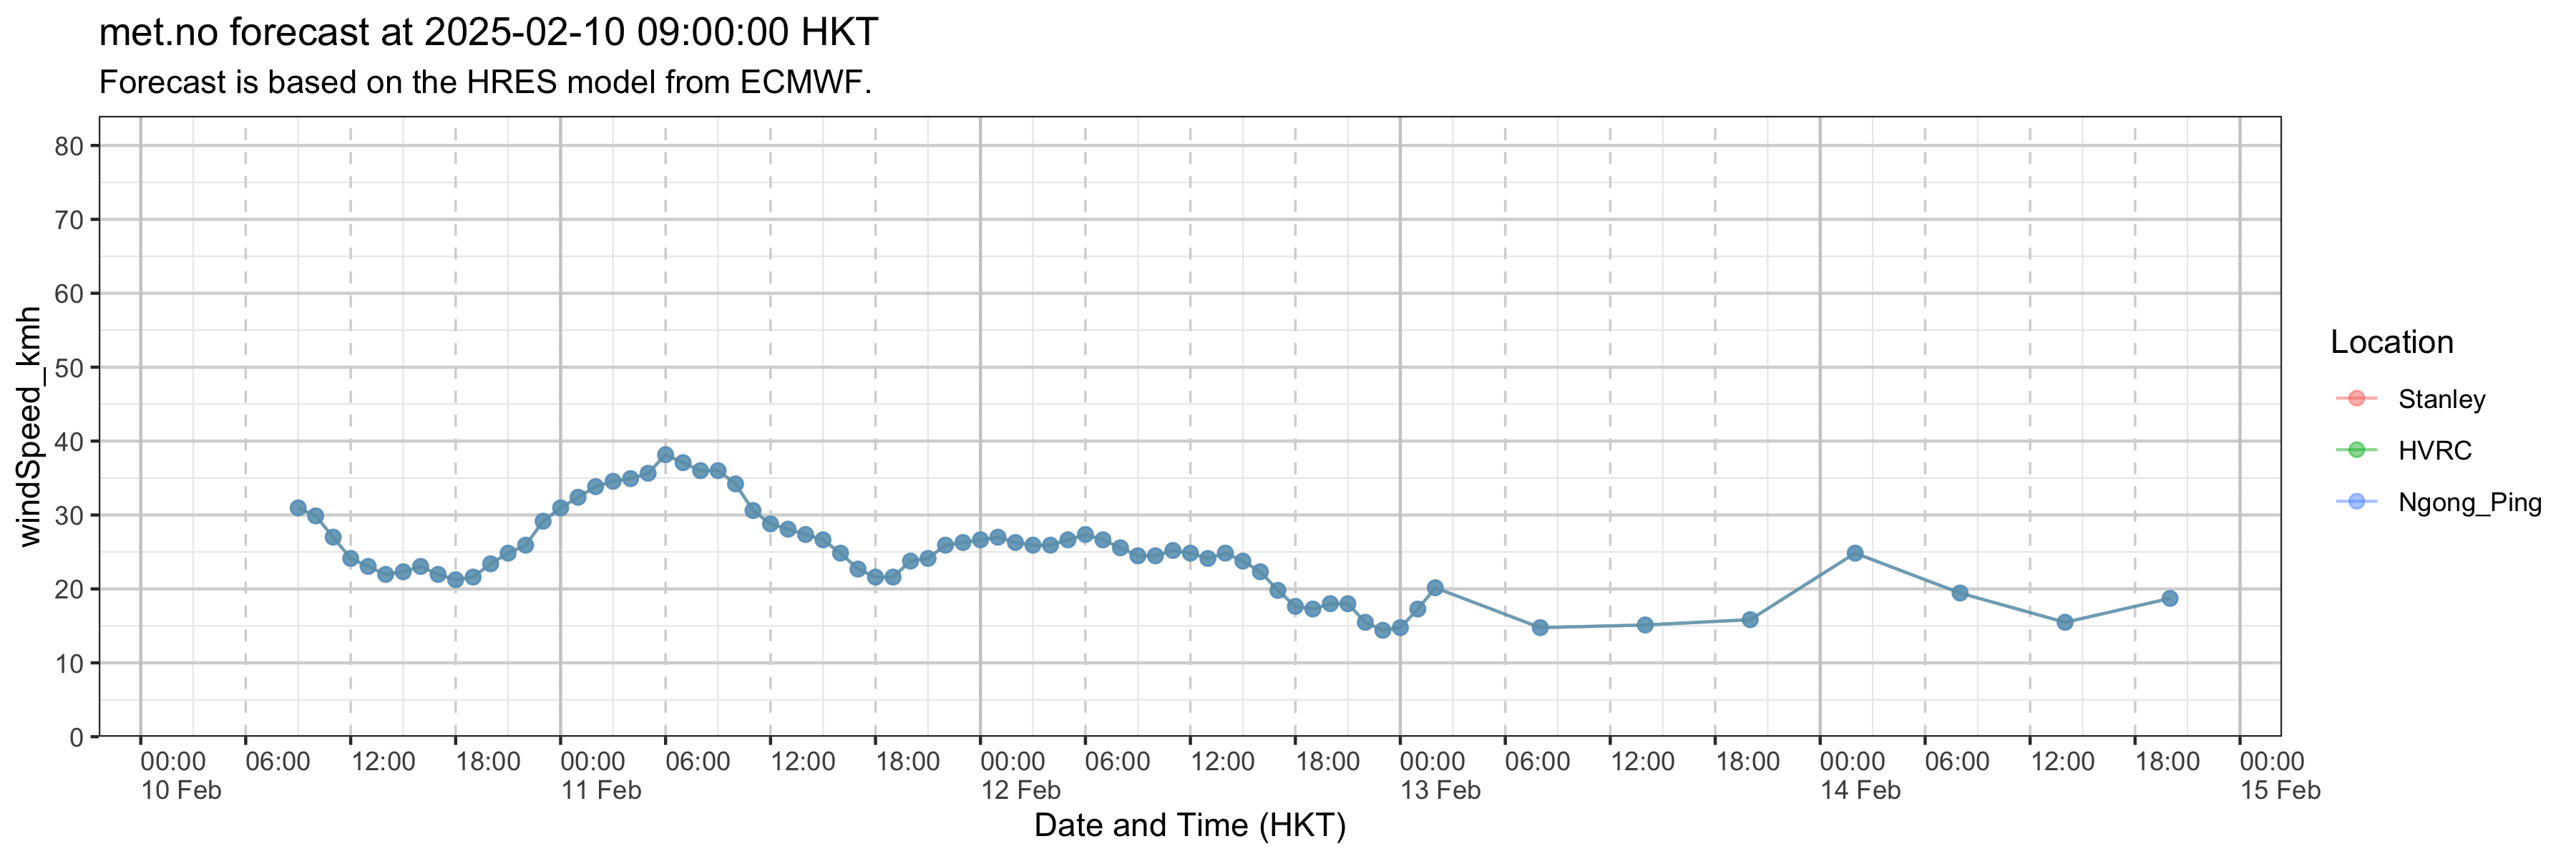 met.no forecast at 2025-02-10 09:00:00 HKT
Forecast is based on the HRES model from ECMWF.
windSpeed_kmh
80
70
60
50
40
30
20
10
0
00:00 06:00 12:00 18:00 00:00 06:00 12:00 18:00 00:00 06:00 12:00 18:00 00:00 06:00 12:00 18:00 00:00 06:00 12:00 18:00 00:00
10 Feb 11 Feb 12 Feb 13 Feb 14 Feb 15 Feb
Date and Time (HKT)
Location
Stanley
HVRC
Ngong_Ping